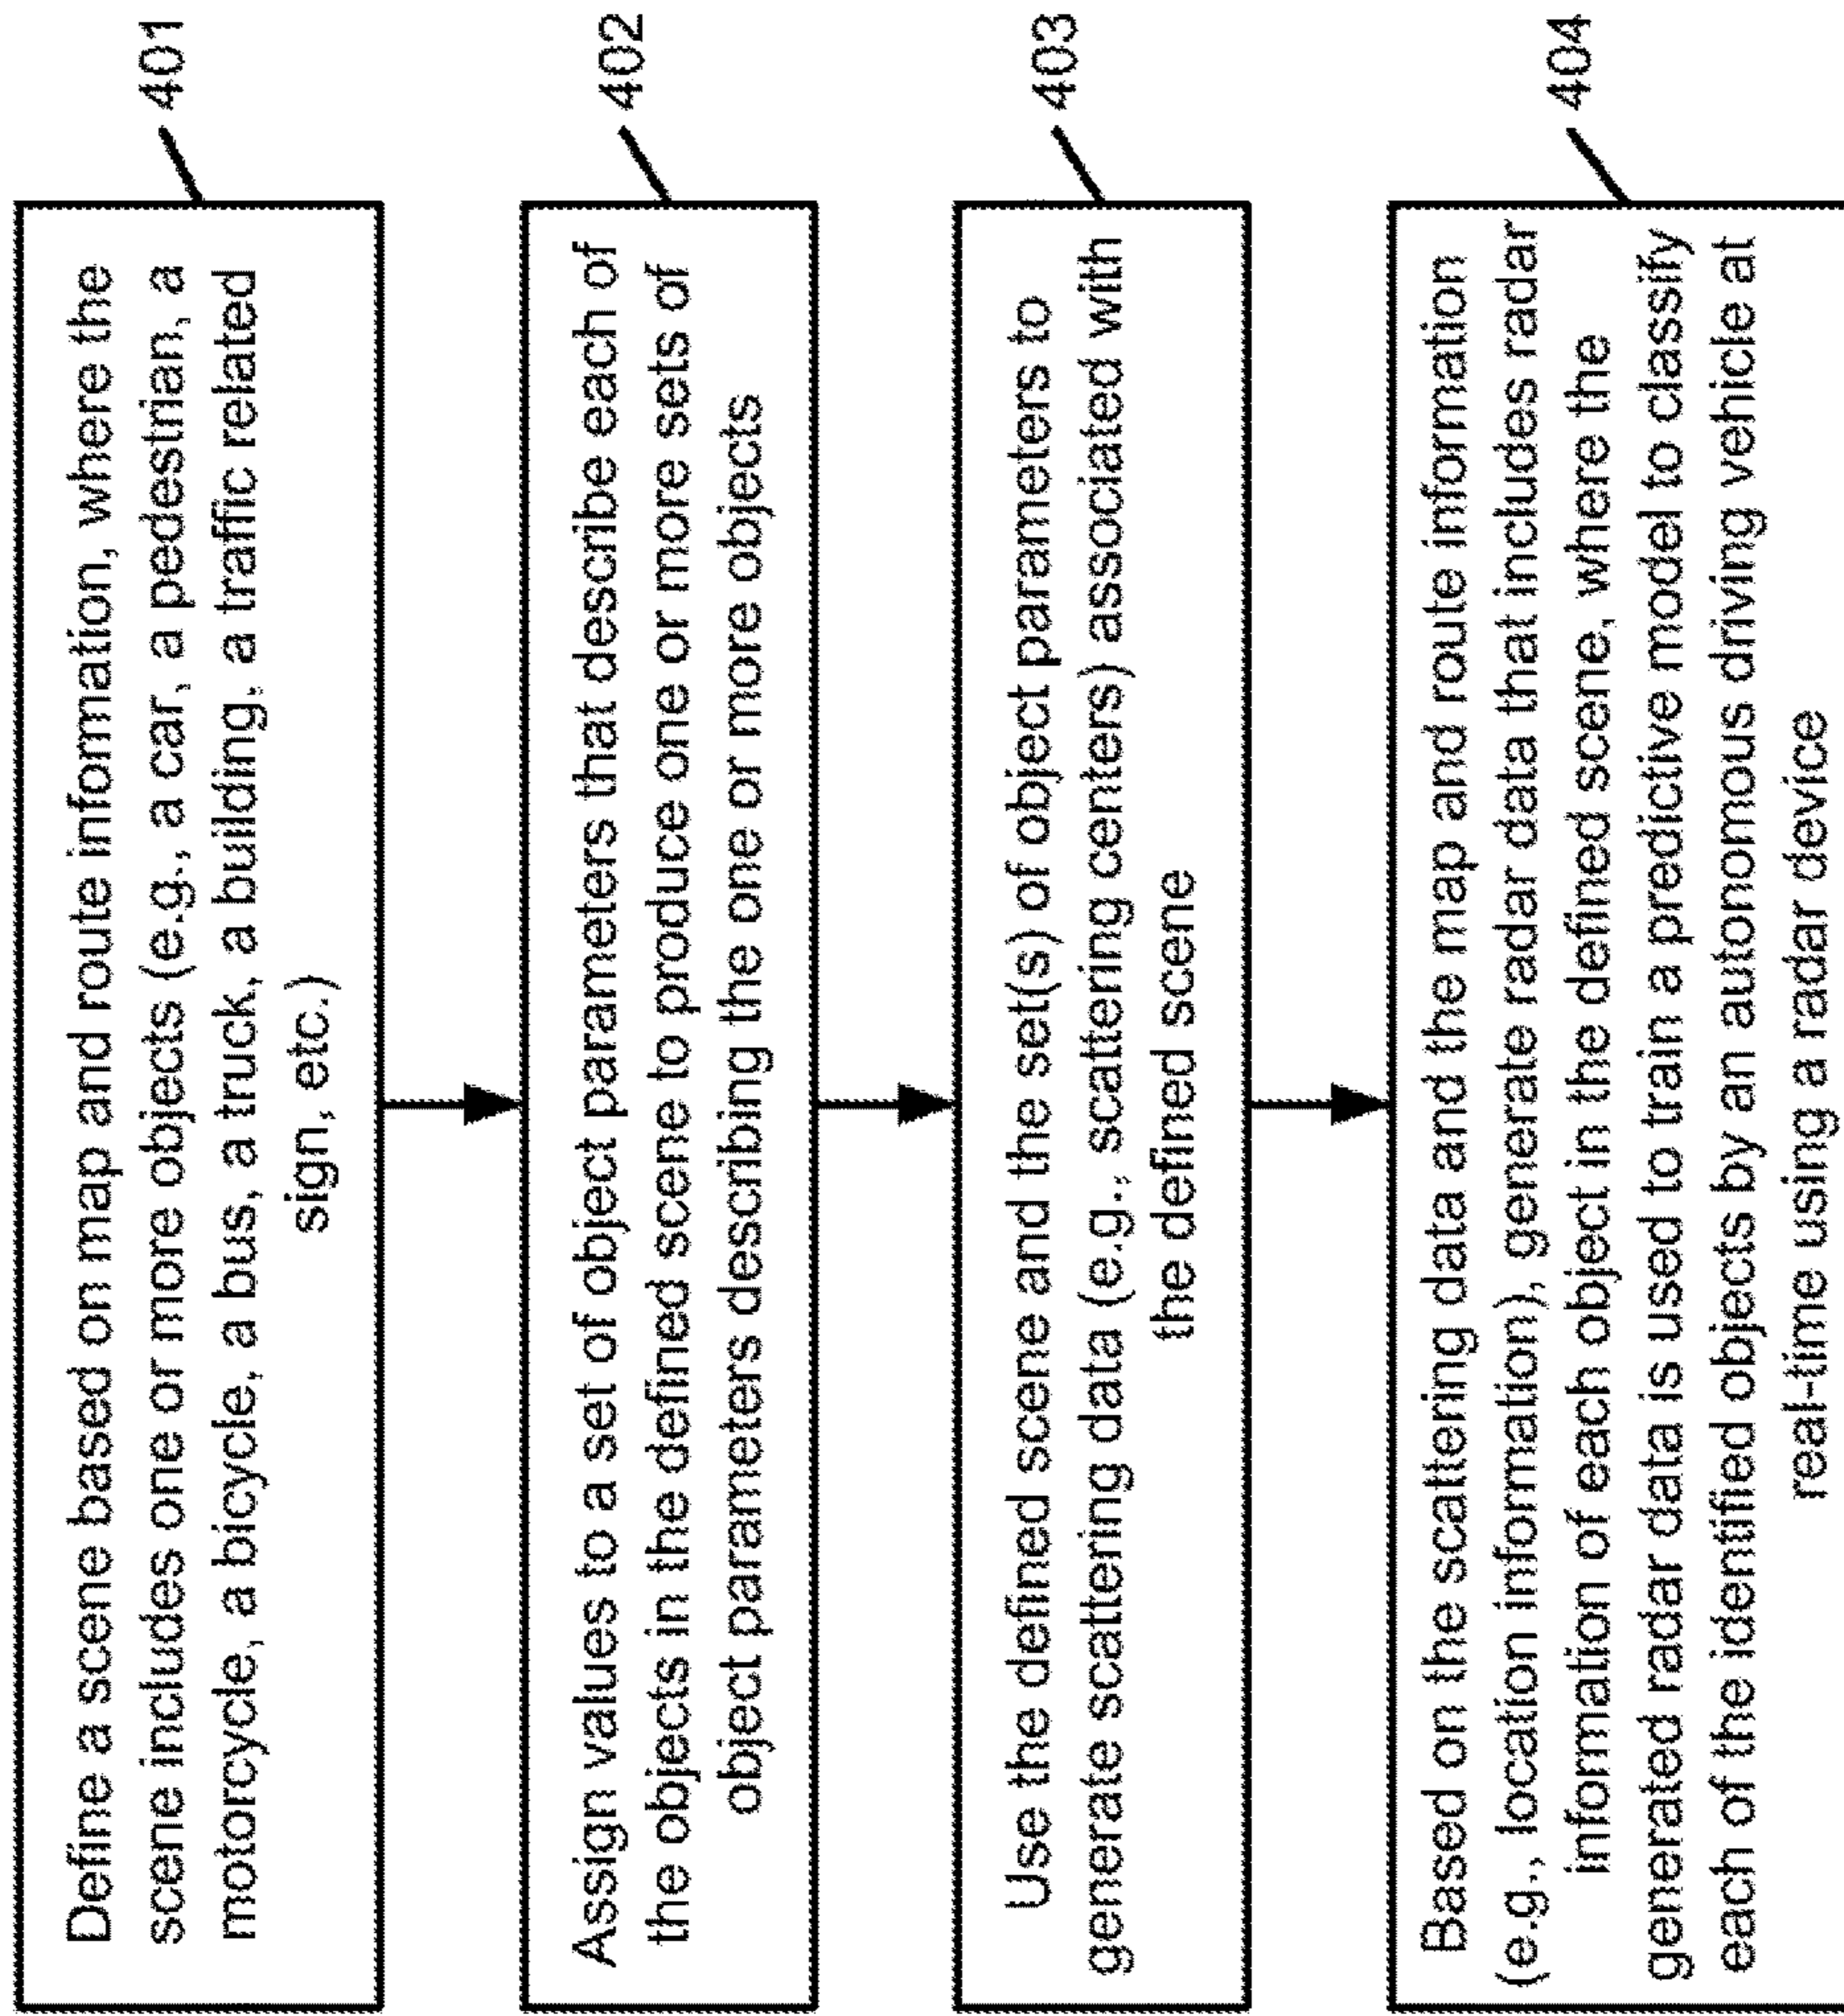 Define a scene based on map and route information, where the
scene includes one or more objects (e.g., a car, a pedestrian, a
motorcycle, a bicycle, a bus, a truck, a building, a traffic related
sign, etc.)
401
Assign values to a set of object parameters that describe each of
the objects in the defined scene to produce one or more sets of
object parameters describing the one or more objects
402
Use the defined scene and the set(s) of object parameters to
generate scattering data (e.g., scattering centers) associated with
the defined scene
403
Based on the scattering data and the map and route information
(e.g., location information), generate radar data that includes radar
information of each object in the defined scene, where the
generated radar data is used to train a predictive model to classify
each of the identified objects by an autonomous driving vehicle at
real-time using a radar device
404